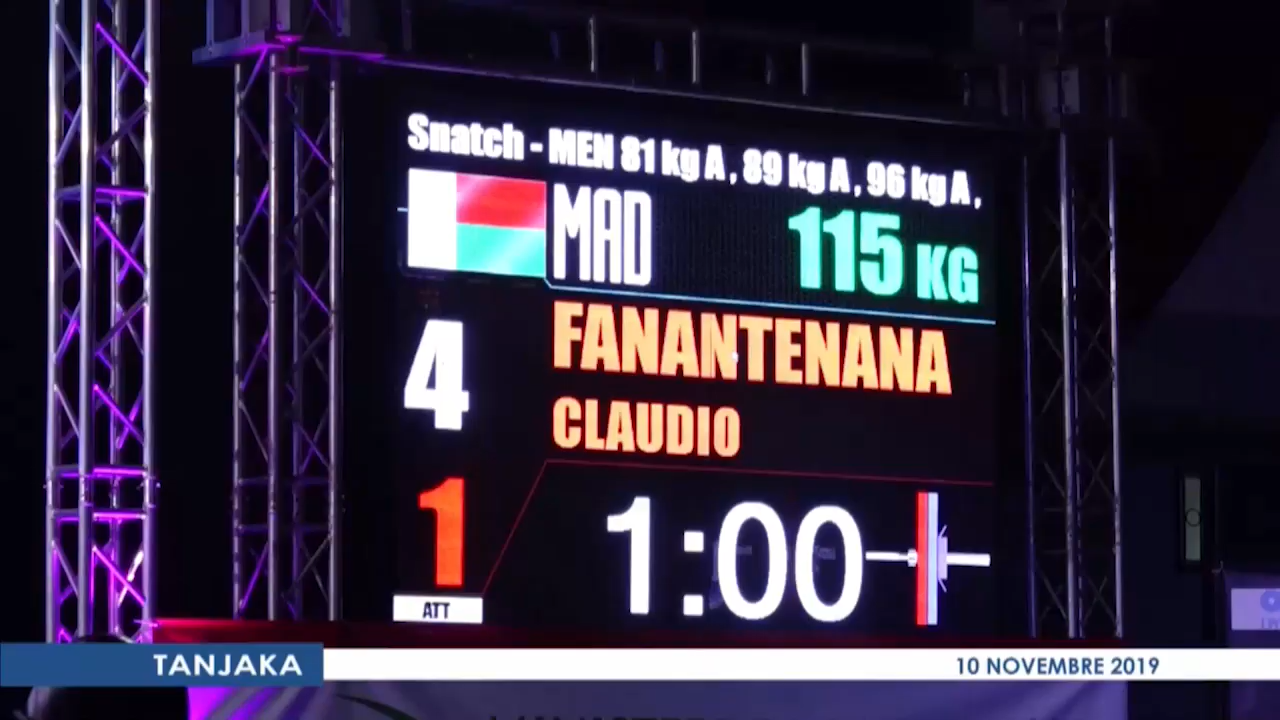 Snatch - MEN 81 kg A , 89 kg A , 96 kg A ,
MAD 115 KG
4 FANANTENANA
CLAUDIO
1 1:00
ATT
TANJAKA 10 NOVEMBRE 2019